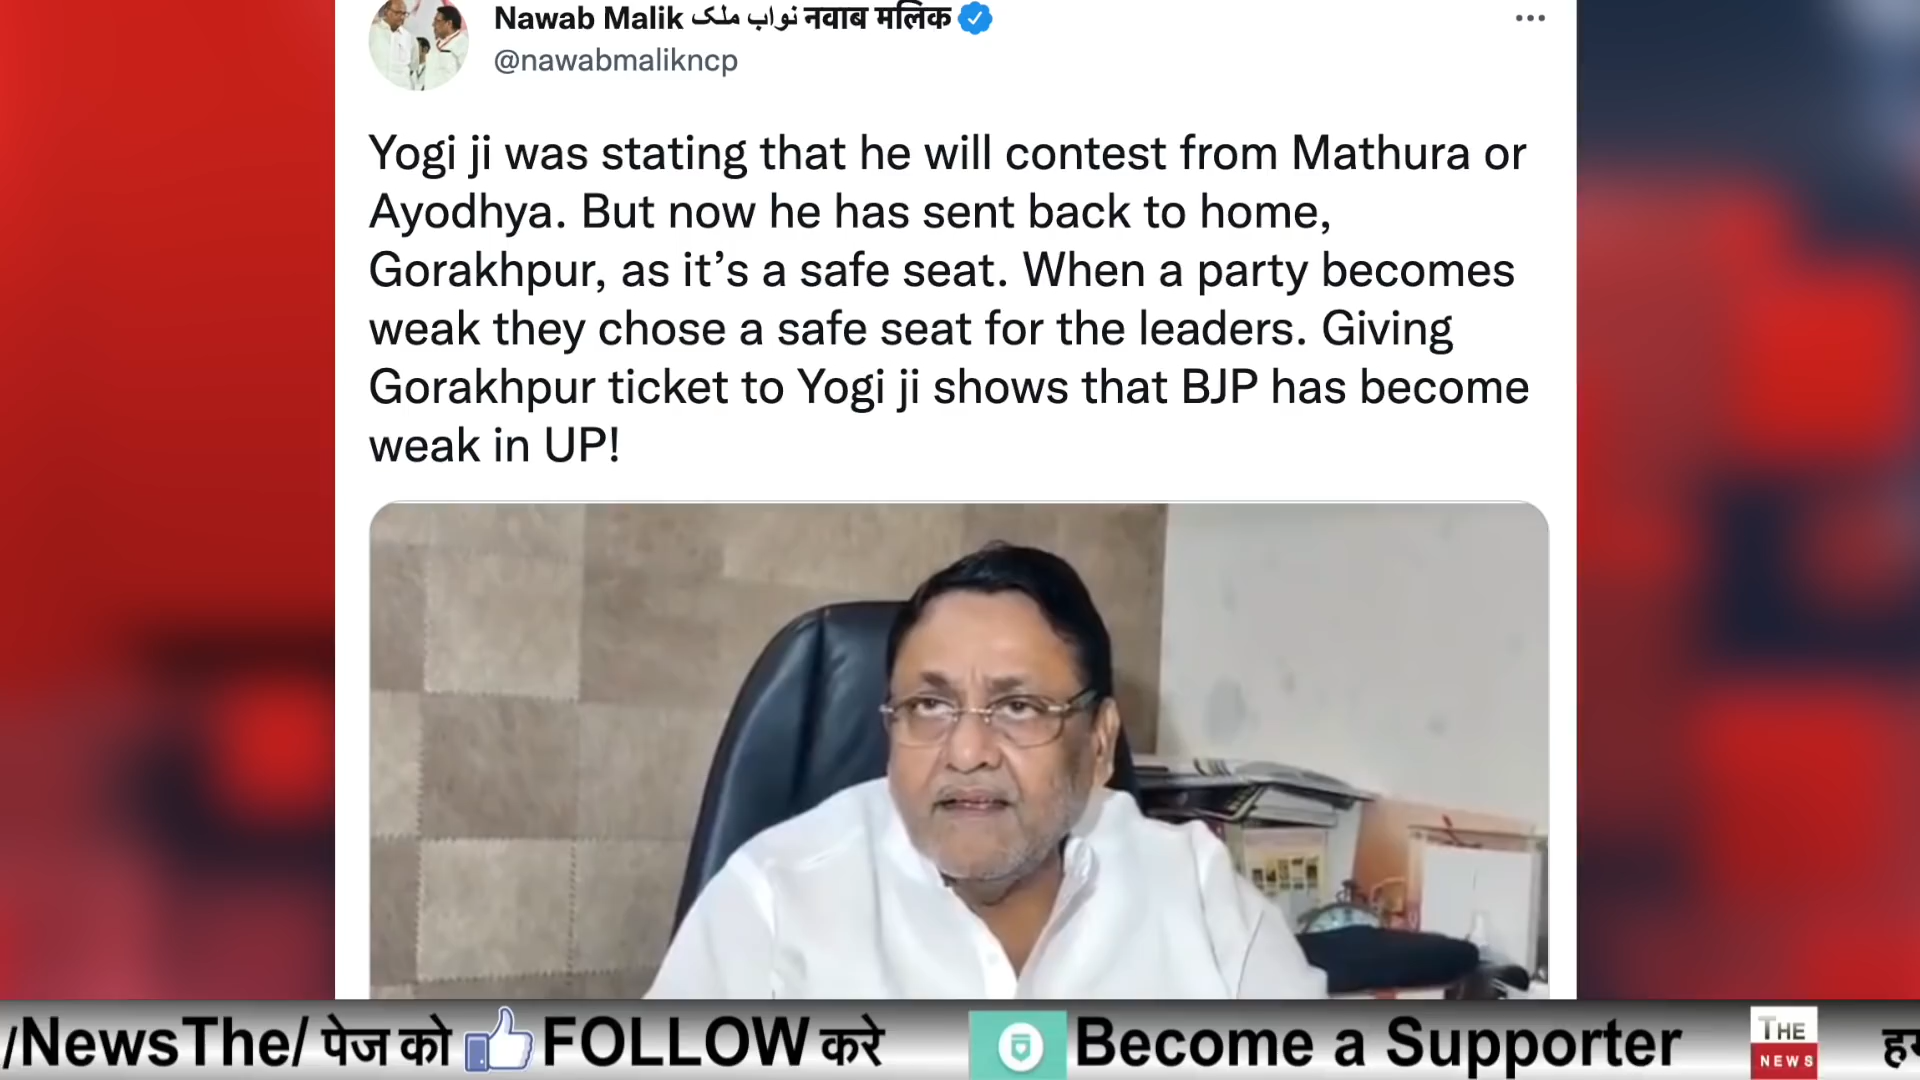 Nawab Malik نواب ملک नवाब मलिक
@nawabmalikncp
Yogi ji was stating that he will contest from Mathura or
Ayodhya. But now he has sent back to home,
Gorakhpur, as it’s a safe seat. When a party becomes
weak they chose a safe seat for the leaders. Giving
Gorakhpur ticket to Yogi ji shows that BJP has become
weak in UP!
/NewsThe/ पेज को FOLLOW करे Become a Supporter THE NEWS